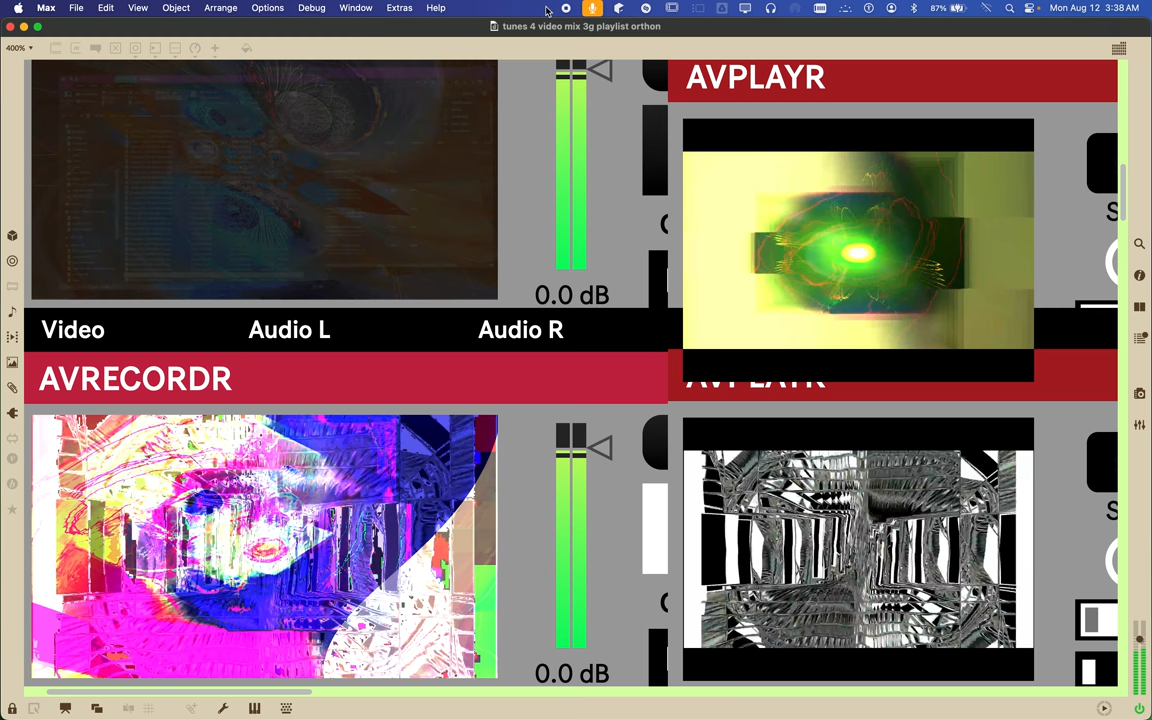 Max File Edit View Object Arrange Options Debug Window Extras Help 87% Mon Aug 12 3:38 AM
tunes 4 video mix 3g playlist orthon
400%
AVPLAYR
0.0 dB
S
Video Audio L Audio R
AVRECORDR
AVPLAYR
S
0.0 dB